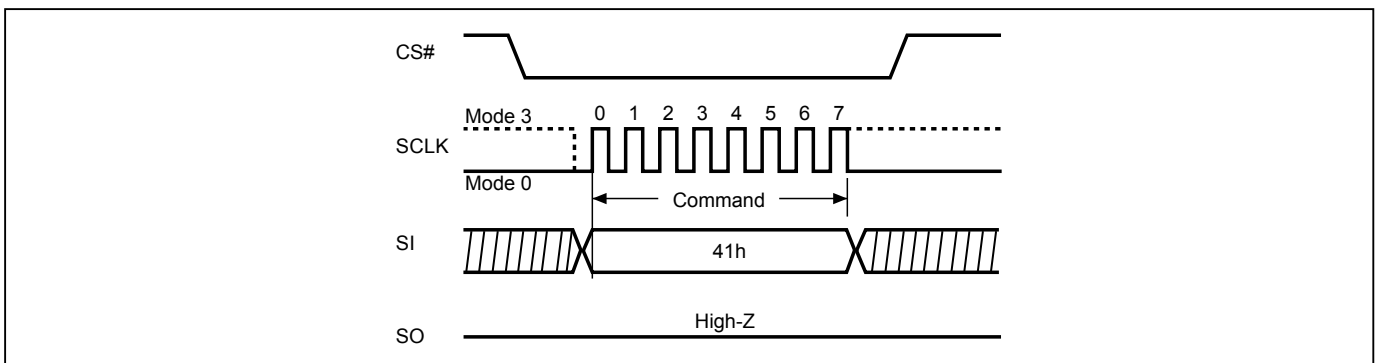 CS#
Mode 3
0 1 2 3 4 5 6 7
SCLK
Mode 0
Command
SI
41h
High-Z
SO